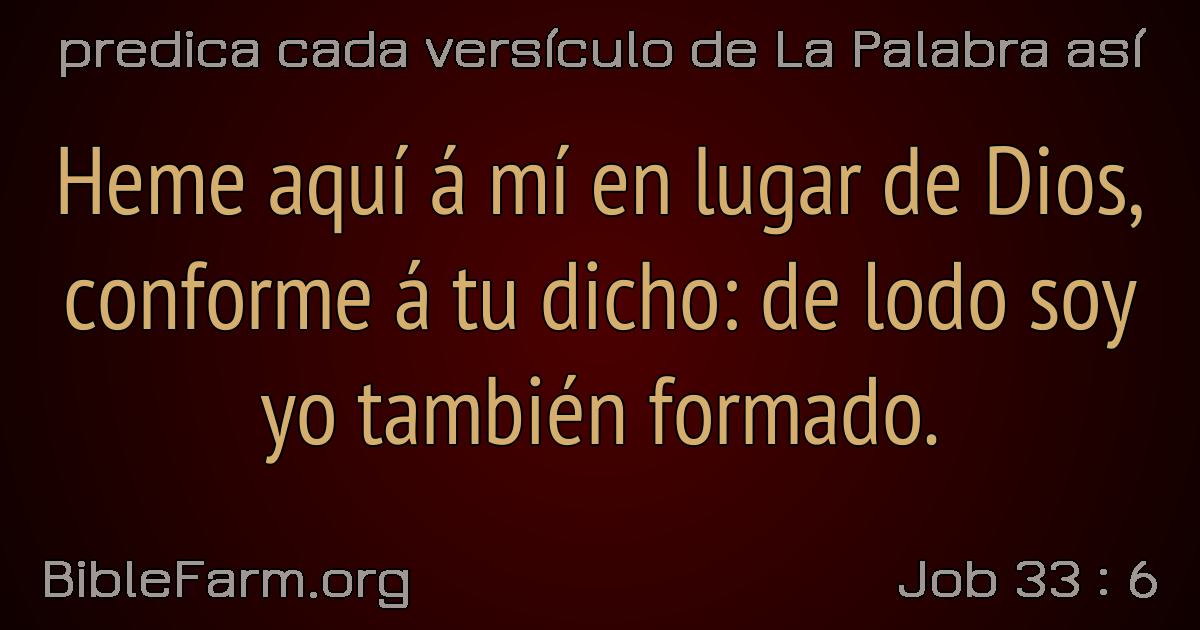 predica cada versículo de La Palabra así
Heme aquí á mí en lugar de Dios,
conforme á tu dicho: de lodo soy
yo también formado.
BibleFarm.org
Job 33 : 6